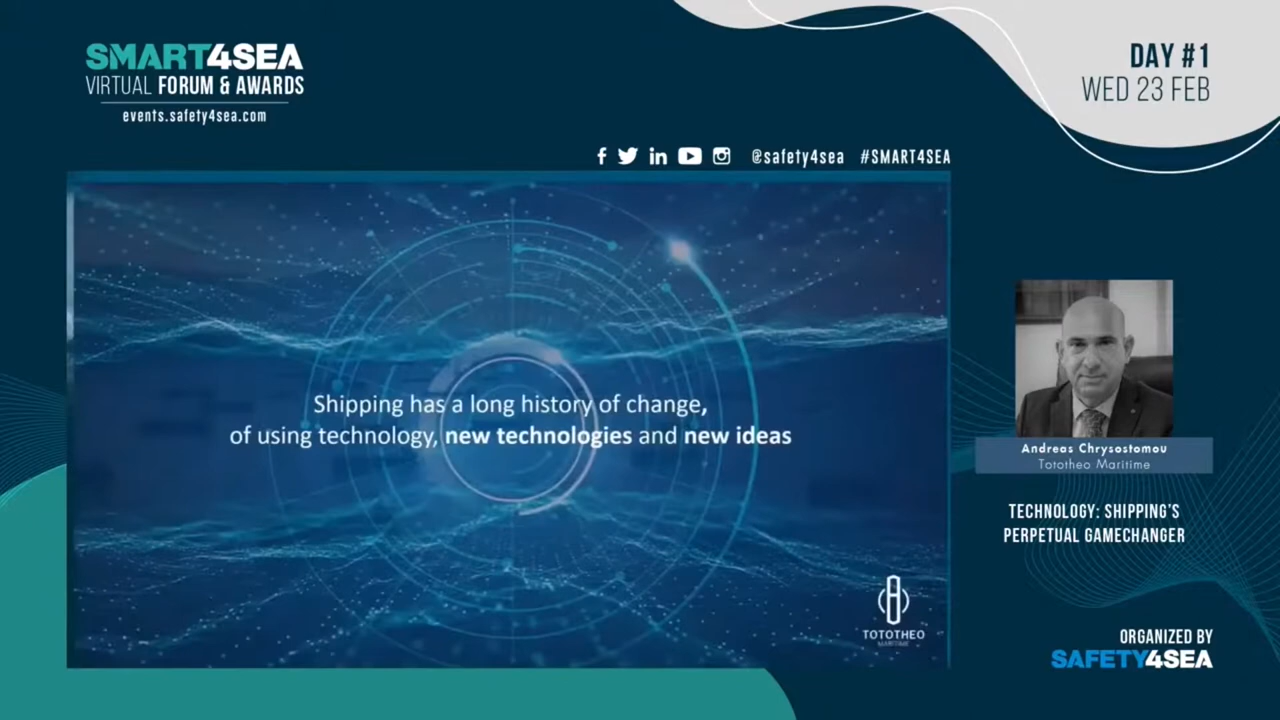 SMART4SEA
VIRTUAL FORUM & AWARDS
events.safety4sea.com
DAY #1
WED 23 FEB
@safety4sea #SMART4SEA
Shipping has a long history of change,
of using technology, new technologies and new ideas
TOTOTHEO
MARITIME
Andreas Chrysostomou
Tototheo Maritime
TECHNOLOGY: SHIPPING'S
PERPETUAL GAMECHANGER
ORGANIZED BY
SAFETY4SEA